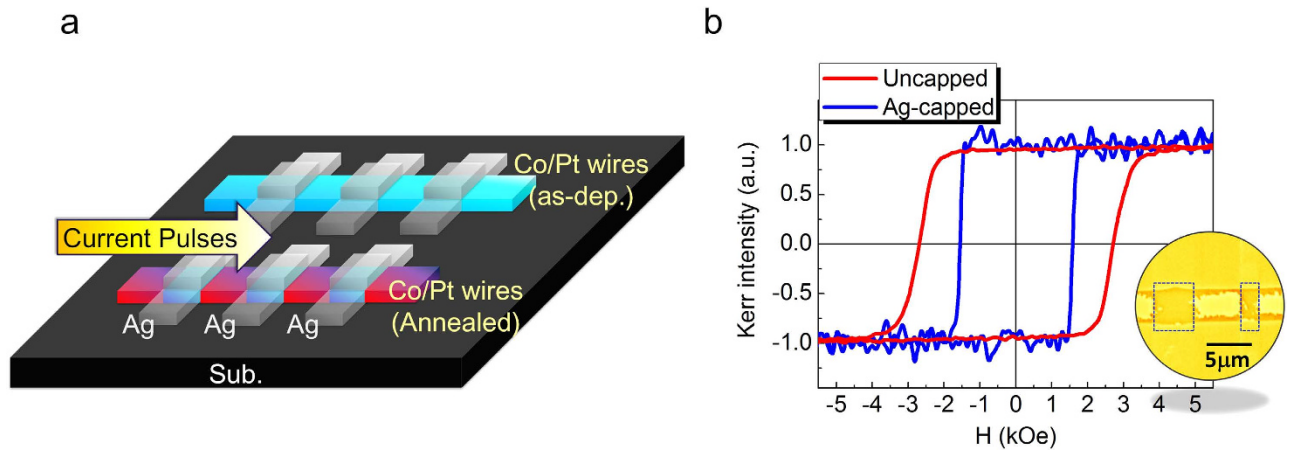 a
Co/Pt wires
(as-dep.)
Current Pulses
Co/Pt wires
(Annealed)
Ag Ag Ag
Sub.
b
Uncapped
Ag-capped
Kerr intensity (a.u.)
1.0
0.5
0.0
-0.5
-1.0
5μm
-5 -4 -3 -2 -1 0 1 2 3 4 5
H (kOe)